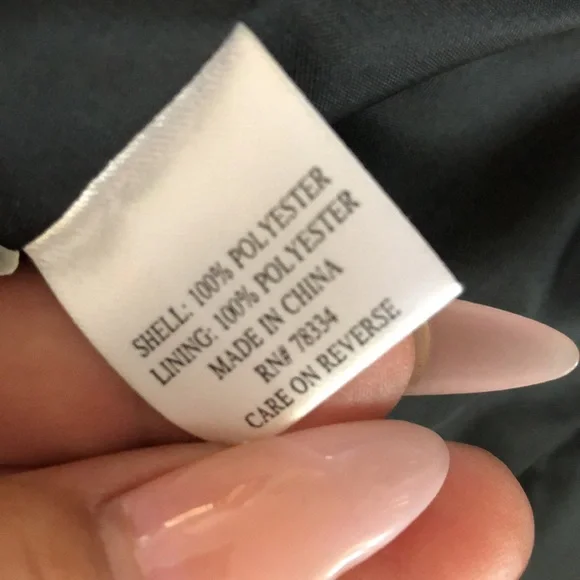 SHELL: 100% POLYESTER
LINING: 100% POLYESTER
MADE IN CHINA
RN# 78334
CARE ON REVERSE